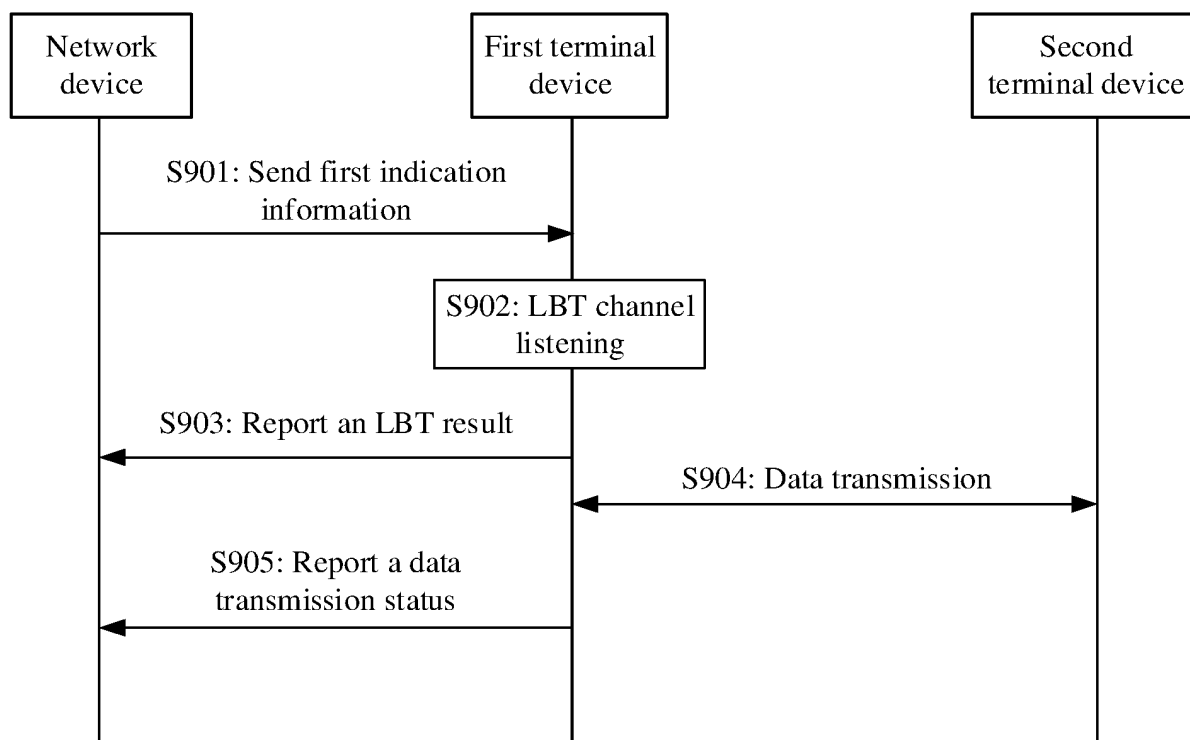 Network
device
First terminal
device
Second
terminal device
S901: Send first indication
information
S902: LBT channel
listening
S903: Report an LBT result
S904: Data transmission
S905: Report a data
transmission status